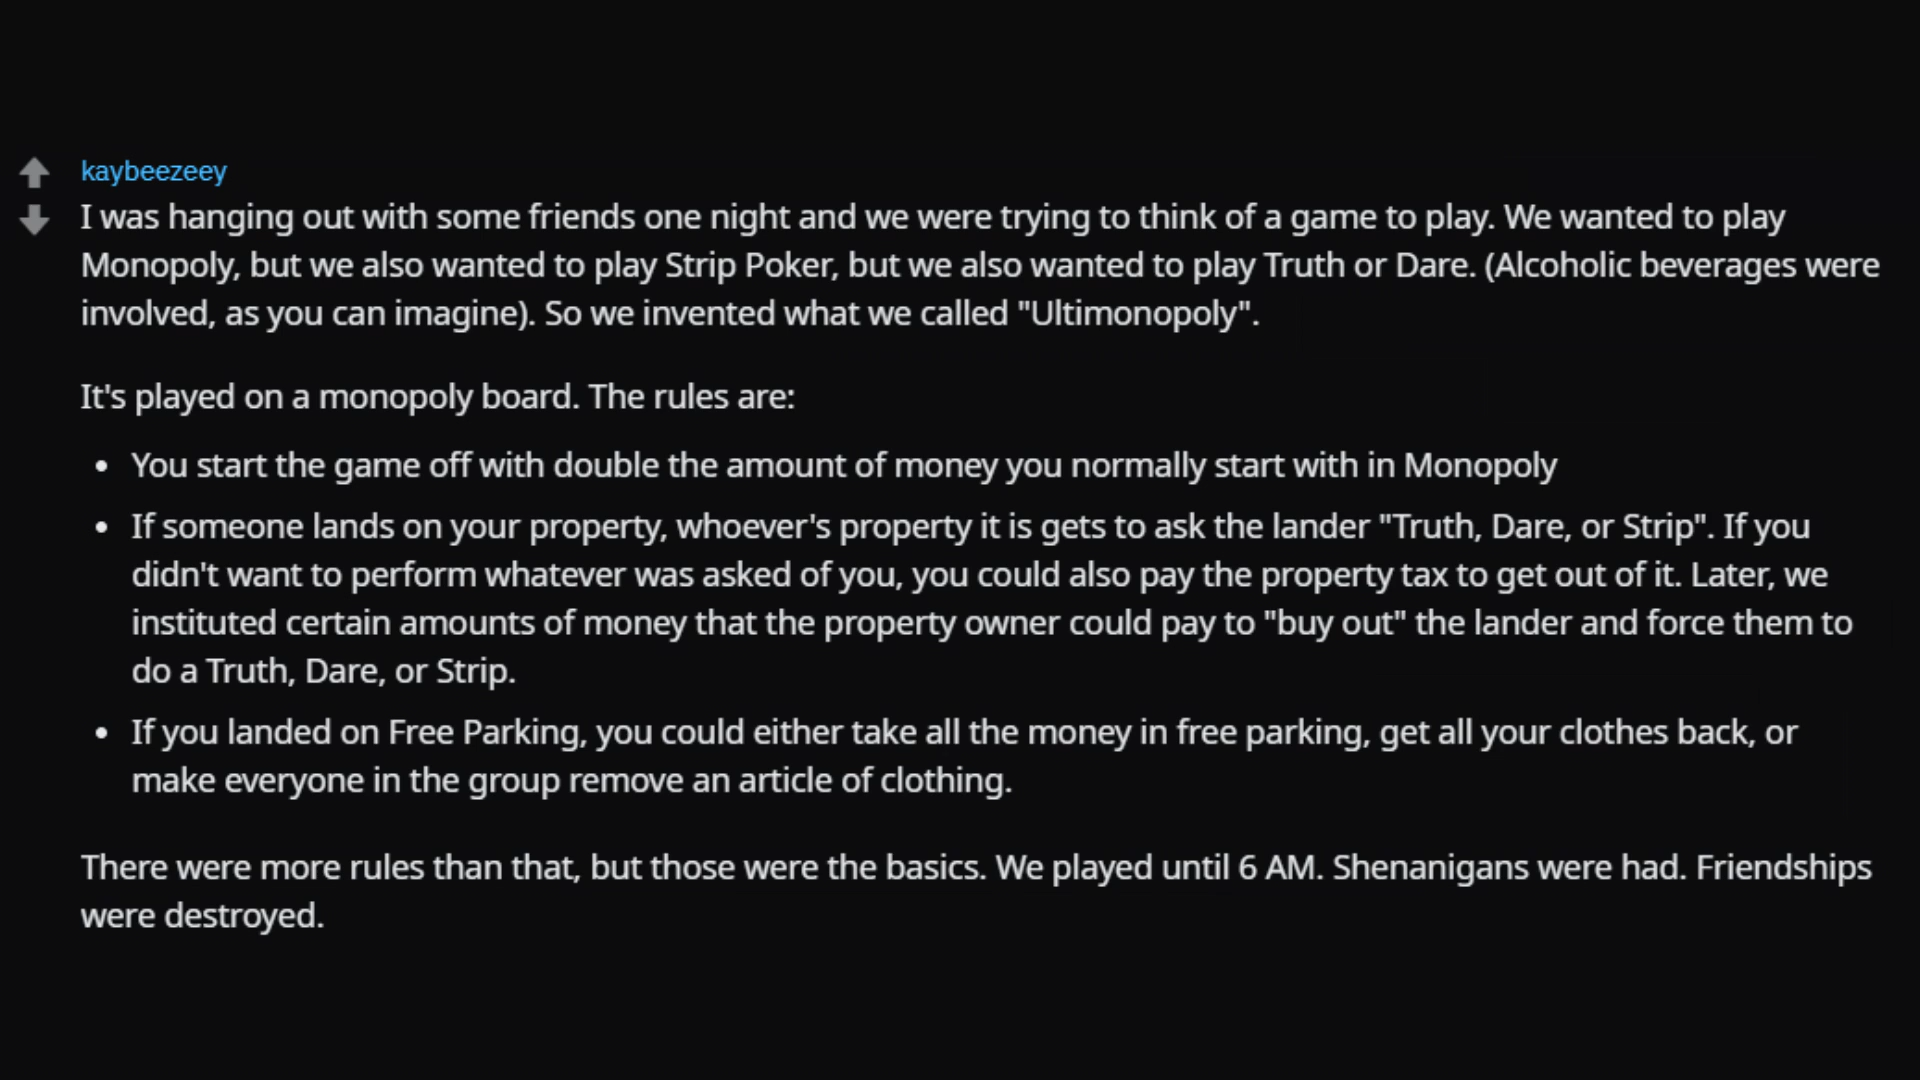 kaybeezeey
I was hanging out with some friends one night and we were trying to think of a game to play. We wanted to play
Monopoly, but we also wanted to play Strip Poker, but we also wanted to play Truth or Dare. (Alcoholic beverages were
involved, as you can imagine). So we invented what we called "Ultimonopoly".
It's played on a monopoly board. The rules are:
• You start the game off with double the amount of money you normally start with in Monopoly
• If someone lands on your property, whoever's property it is gets to ask the lander "Truth, Dare, or Strip". If you
didn't want to perform whatever was asked of you, you could also pay the property tax to get out of it. Later, we
instituted certain amounts of money that the property owner could pay to "buy out" the lander and force them to
do a Truth, Dare, or Strip.
• If you landed on Free Parking, you could either take all the money in free parking, get all your clothes back, or
make everyone in the group remove an article of clothing.
There were more rules than that, but those were the basics. We played until 6 AM. Shenanigans were had. Friendships
were destroyed.